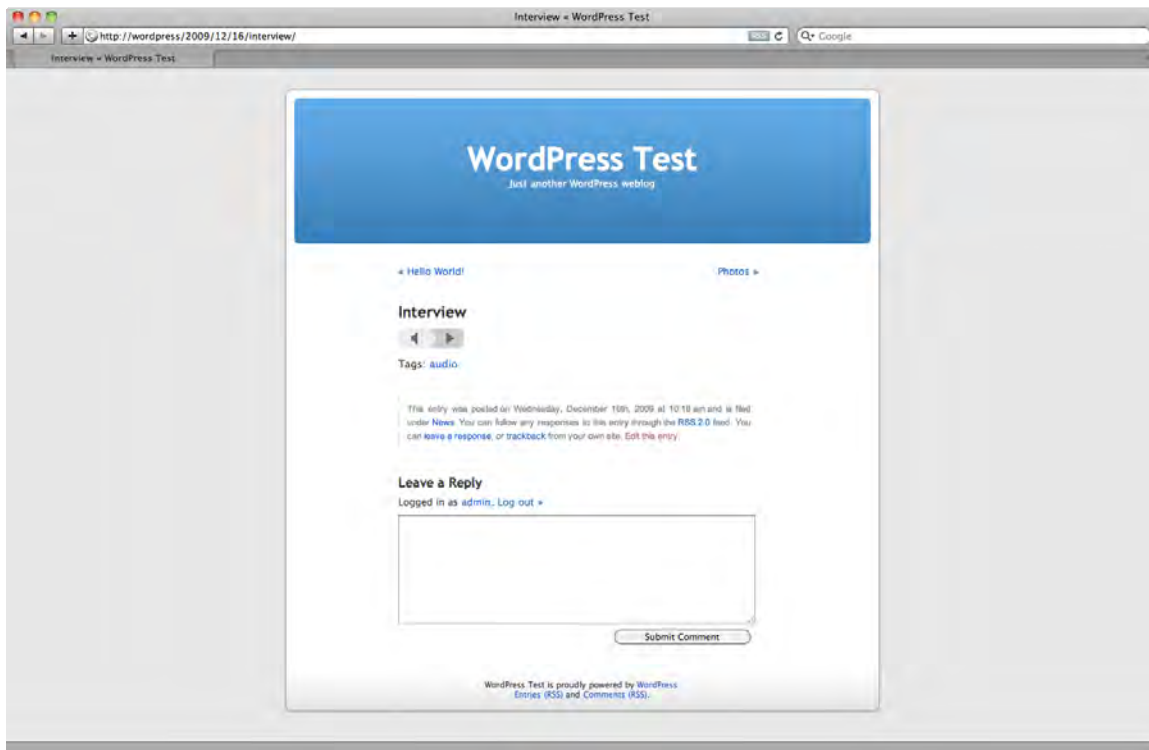 Interview « WordPress Test
http://wordpress/2009/12/16/interview/
RSS
Google
Interview « WordPress Test
WordPress Test
Just another WordPress weblog
« Hello World!
Photos »
Interview
Tags: audio
This entry was posted on Wednesday, December 16th, 2009 at 10:18 am and is filed
under News. You can follow any responses to this entry through the RSS 2.0 feed. You
can leave a response, or trackback from your own site. Edit this entry.
Leave a Reply
Logged in as admin. Log out »
Submit Comment
WordPress Test is proudly powered by WordPress
Entries (RSS) and Comments (RSS).